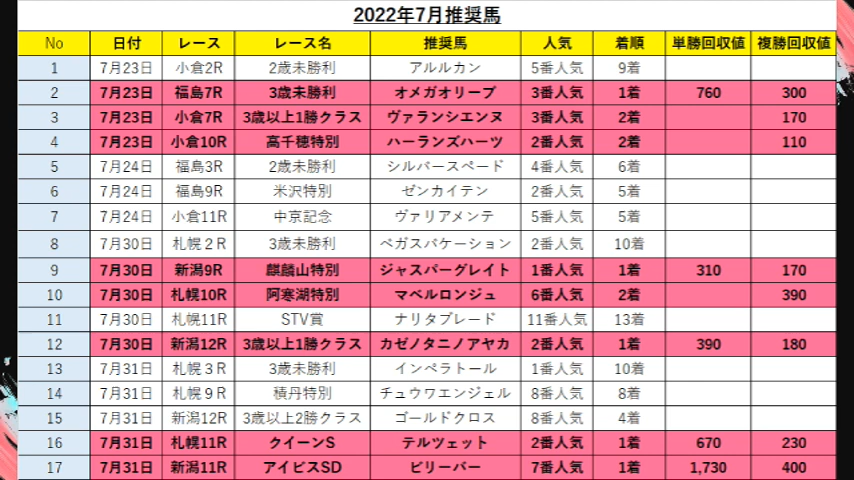 2022年7月推奨馬
No 日付 レース レース名 推奨馬 人気 着順 単勝回収値 複勝回収値
1 7月23日 小倉2R 2歳未勝利 アルルカン 5番人気 9着
2 7月23日 福島7R 3歳未勝利 オメガオリーブ 3番人気 1着 760 300
3 7月23日 小倉7R 3歳以上1勝クラス ヴァランシエンヌ 3番人気 2着 170
4 7月23日 小倉10R 高千穂特別 ハーランズハーツ 2番人気 2着 110
5 7月24日 福島3R 2歳未勝利 シルバースペード 4番人気 6着
6 7月24日 福島9R 米沢特別 ゼンカイテン 2番人気 5着
7 7月24日 小倉11R 中京記念 ヴァリアメンテ 5番人気 5着
8 7月30日 札幌２R 3歳未勝利 ペガスバケーション 2番人気 10着
9 7月30日 新潟9R 麒麟山特別 ジャスパーグレイト 1番人気 1着 310 170
10 7月30日 札幌10R 阿寒湖特別 マベルロンジュ 6番人気 2着 390
11 7月30日 札幌11R STV賞 ナリタブレード 11番人気 13着
12 7月30日 新潟12R 3歳以上1勝クラス カゼノタニノアヤカ 2番人気 1着 390 180
13 7月31日 札幌３R 3歳未勝利 インペラトール 1番人気 10着
14 7月31日 札幌９R 積丹特別 チュウワエンジェル 8番人気 8着
15 7月31日 新潟12R 3歳以上2勝クラス ゴールドクロス 8番人気 4着
16 7月31日 札幌11R クイーンS テルツェット 2番人気 1着 670 230
17 7月31日 新潟11R アイビスSD ビリーバー 7番人気 1着 1,730 400